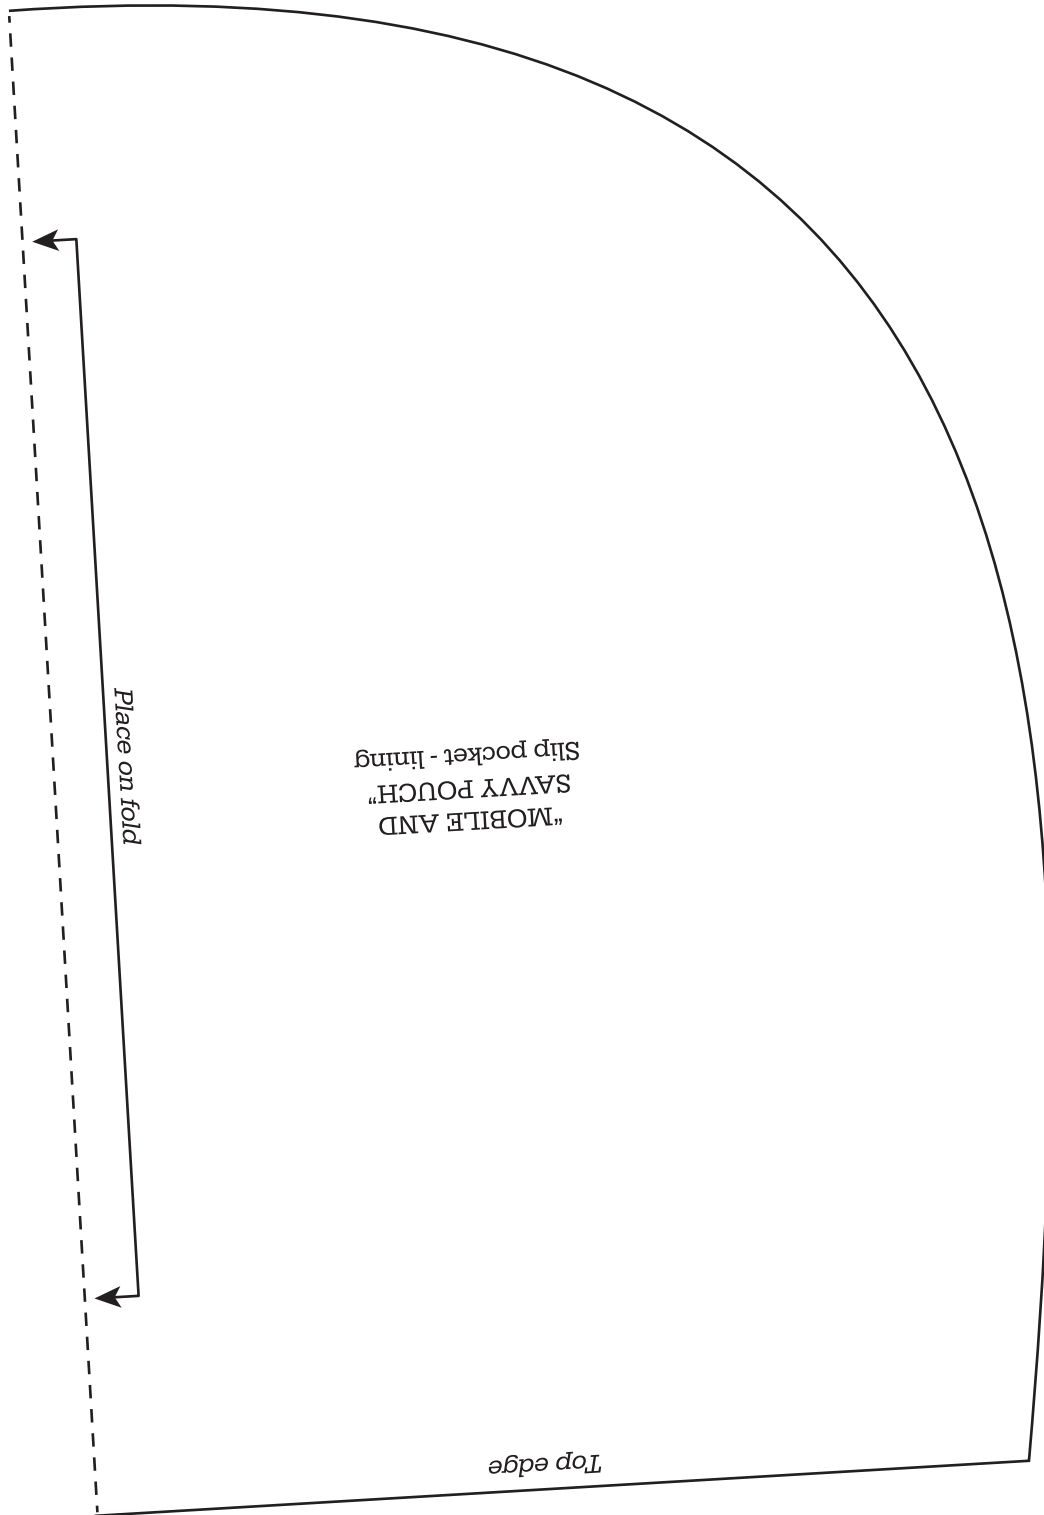 Place on fold
“MOBILE AND
SAVVY POUCH”
Slip pocket - lining
Top edge